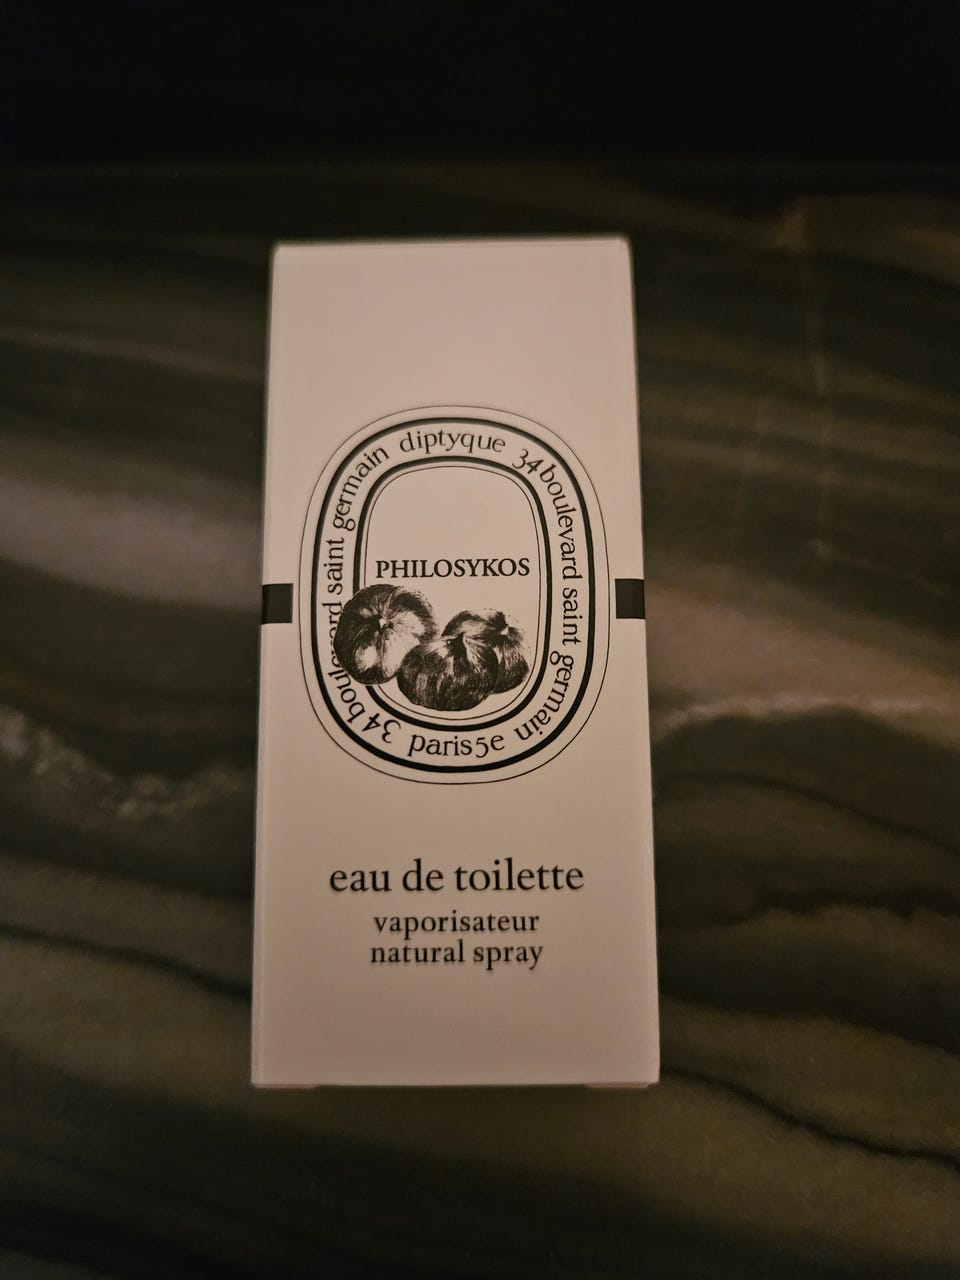 diptyque 34 boulevard saint germain paris5e 34 boulevard saint germain
PHILOSYKOS
eau de toilette
vaporisateur
natural spray